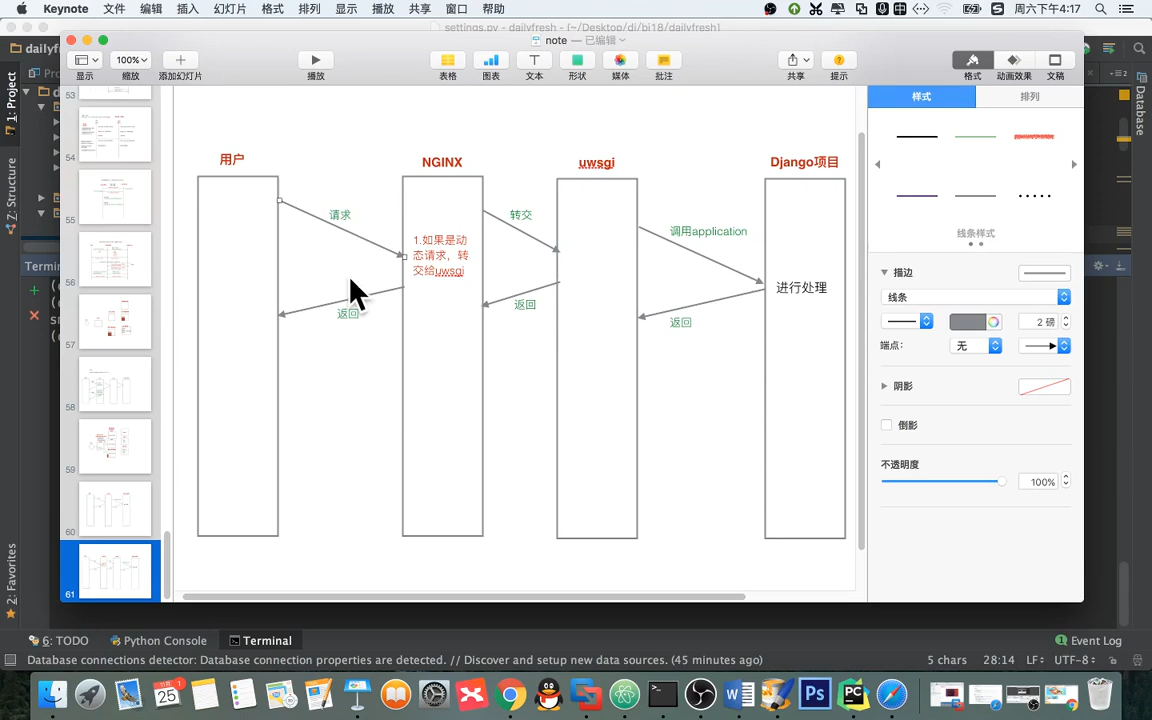 Keynote 文件 编辑 插入 幻灯片 格式 排列 显示 播放 共享 窗口 帮助 周六下午4:17
settings.py - dailyfresh - [~/Desktop/dj/bj18/dailyfresh]
note — 已编辑
100%
显示 缩放 添加幻灯片 播放 表格 图表 文本 形状 媒体 批注 共享 提示 格式 动画效果 文稿
样式 排列
1: Project
Z: Structure
2: Favorites
Database
53
54
55
56
57
58
59
60
61
用户 NGINX uwsgi Django项目
请求
转交
调用application
1.如果是动
态请求，转
交给uwsgi
进行处理
返回
返回
返回
线条样式
描边
线条
2 磅
端点:
无
阴影
倒影
不透明度
100%
6: TODO Python Console Terminal Event Log
Database connections detector: Database connection properties are detected. // Discover and setup new data sources. (45 minutes ago) 5 chars 28:14 LF÷ UTF-8÷